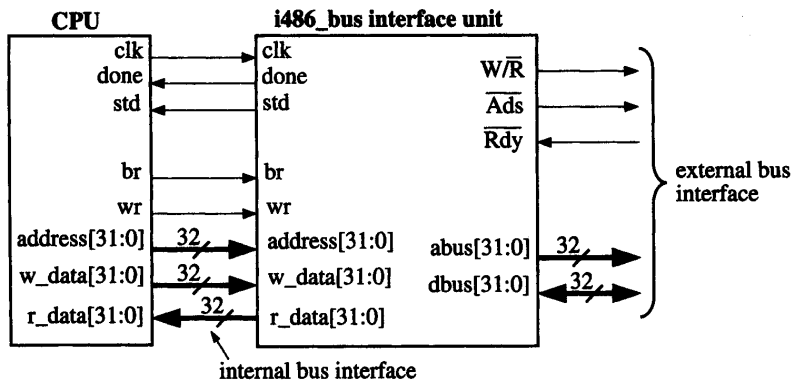 CPU
i486_bus interface unit
clk
done
std
br
wr
address[31:0]
w_data[31:0]
r_data[31:0]
32
32
32
clk
done
std
br
wr
address[31:0]
w_data[31:0]
r_data[31:0]
W/R̅
A̅d̅s̅
R̅d̅y̅
abus[31:0]
dbus[31:0]
32
32
external bus
interface
internal bus interface